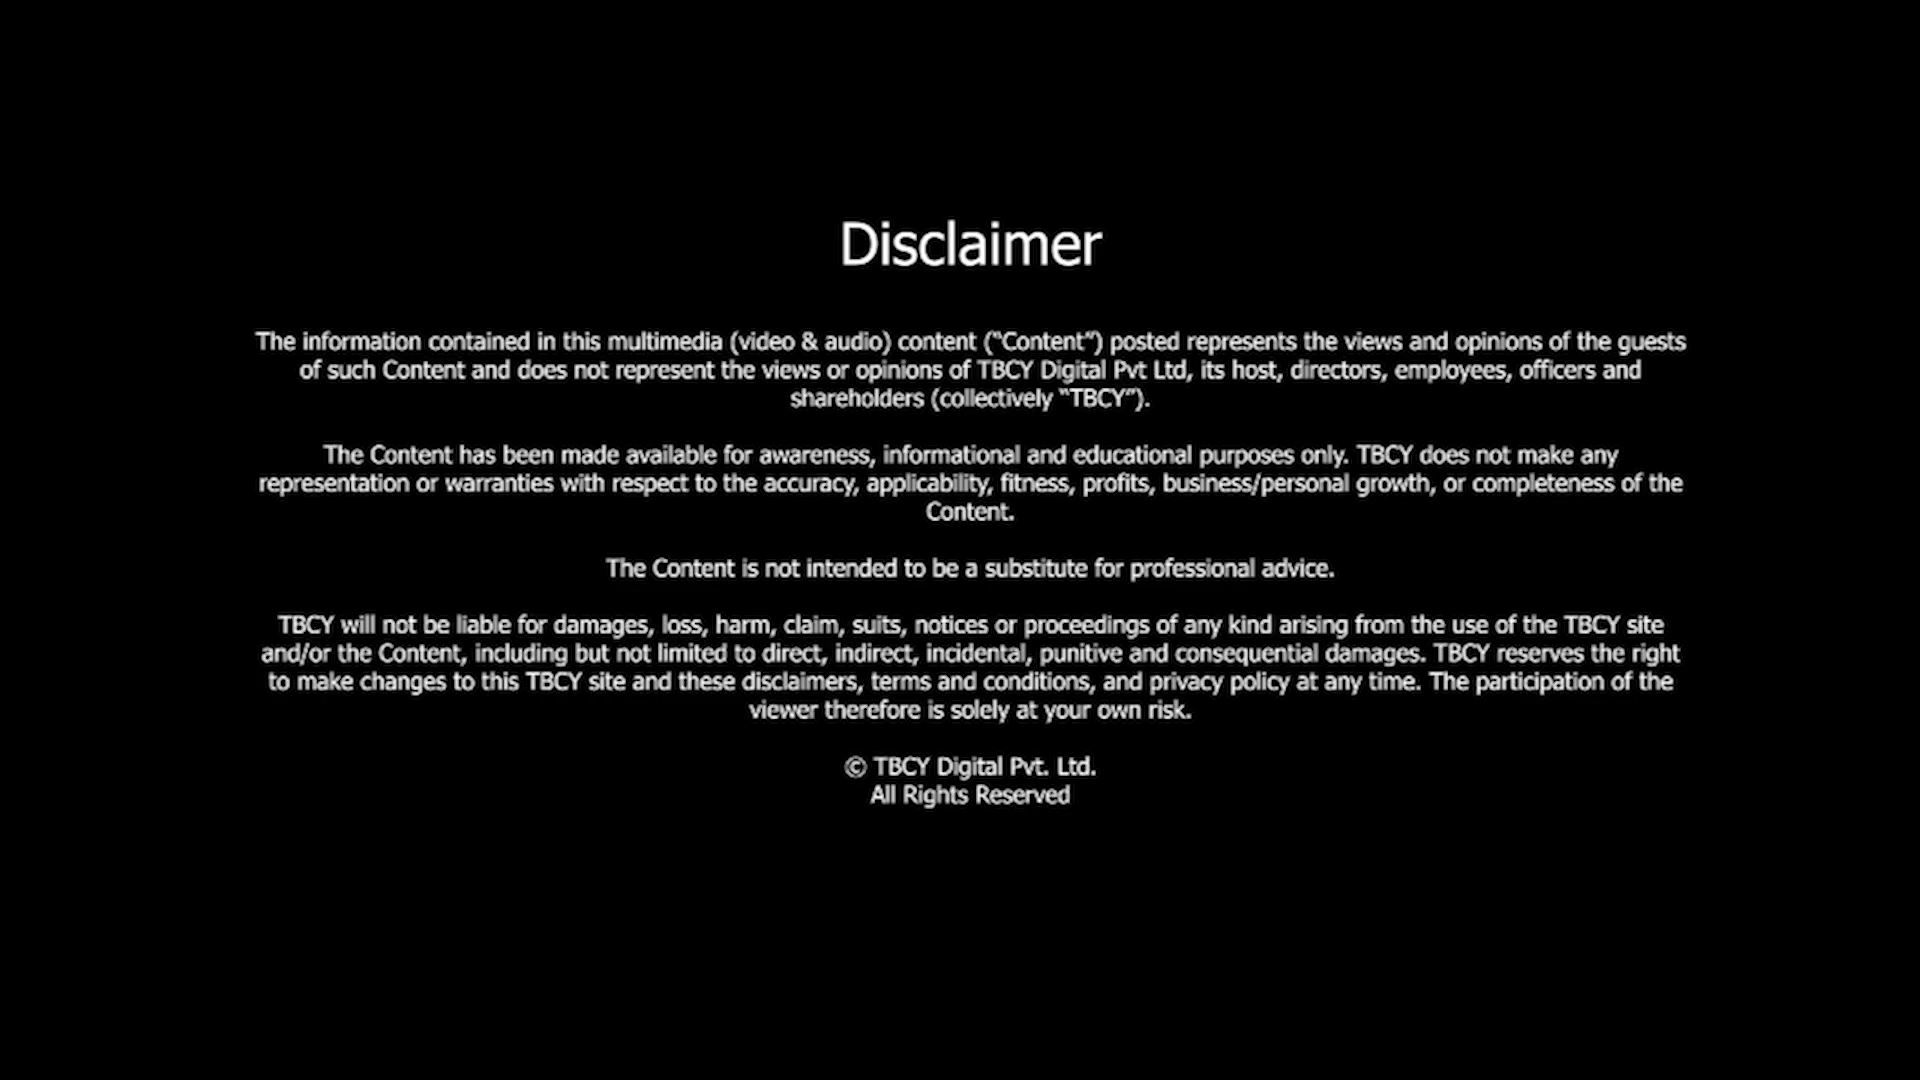 Disclaimer
The information contained in this multimedia (video & audio) content ("Content") posted represents the views and opinions of the guests
of such Content and does not represent the views or opinions of TBCY Digital Pvt Ltd, its host, directors, employees, officers and
shareholders (collectively "TBCY").
The Content has been made available for awareness, informational and educational purposes only. TBCY does not make any
representation or warranties with respect to the accuracy, applicability, fitness, profits, business/personal growth, or completeness of the
Content.
The Content is not intended to be a substitute for professional advice.
TBCY will not be liable for damages, loss, harm, claim, suits, notices or proceedings of any kind arising from the use of the TBCY site
and/or the Content, including but not limited to direct, indirect, incidental, punitive and consequential damages. TBCY reserves the right
to make changes to this TBCY site and these disclaimers, terms and conditions, and privacy policy at any time. The participation of the
viewer therefore is solely at your own risk.
© TBCY Digital Pvt. Ltd.
All Rights Reserved